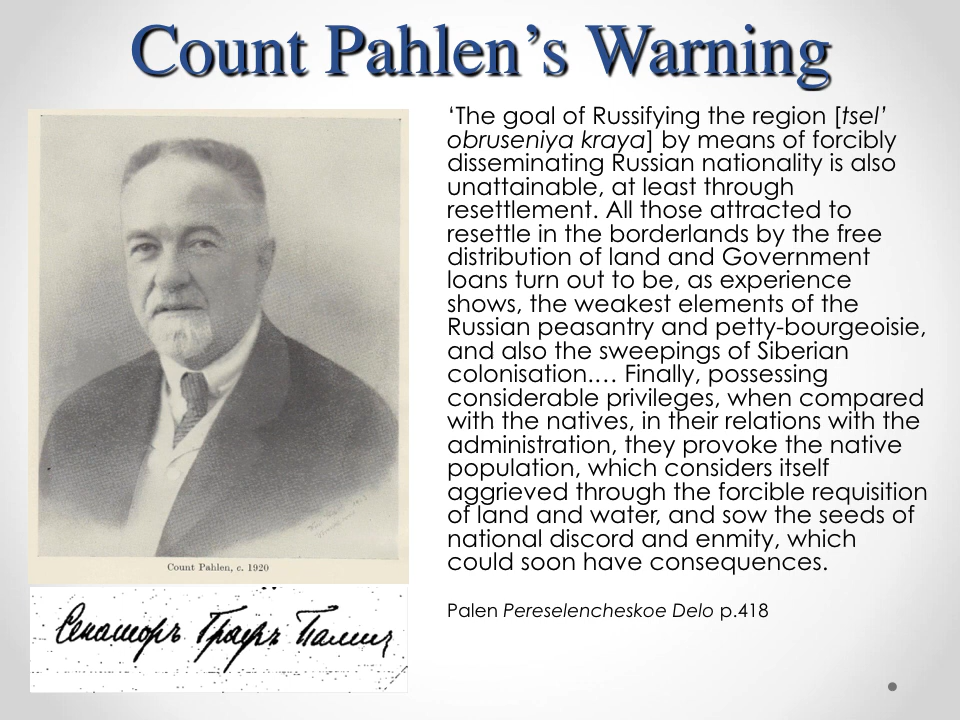 Count Pahlen’s Warning
‘The goal of Russifying the region [tsel’
obruseniya kraya] by means of forcibly
disseminating Russian nationality is also
unattainable, at least through
resettlement. All those attracted to
resettle in the borderlands by the free
distribution of land and Government
loans turn out to be, as experience
shows, the weakest elements of the
Russian peasantry and petty-bourgeoisie,
and also the sweepings of Siberian
colonisation.… Finally, possessing
considerable privileges, when compared
with the natives, in their relations with the
administration, they provoke the native
population, which considers itself
aggrieved through the forcible requisition
of land and water, and sow the seeds of
national discord and enmity, which
could soon have consequences.
Palen Pereselencheskoe Delo p.418
Count Pahlen, c. 1920
Сенаторъ Графъ